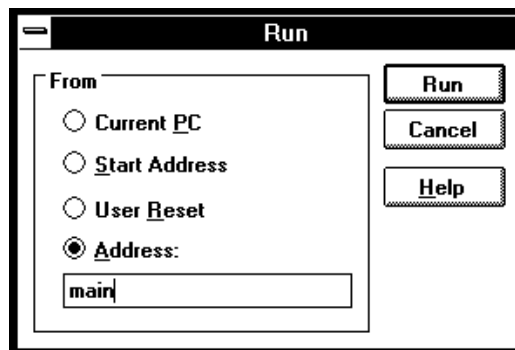 Run
From
Current PC
Start Address
User Reset
Address:
main
Run
Cancel
Help